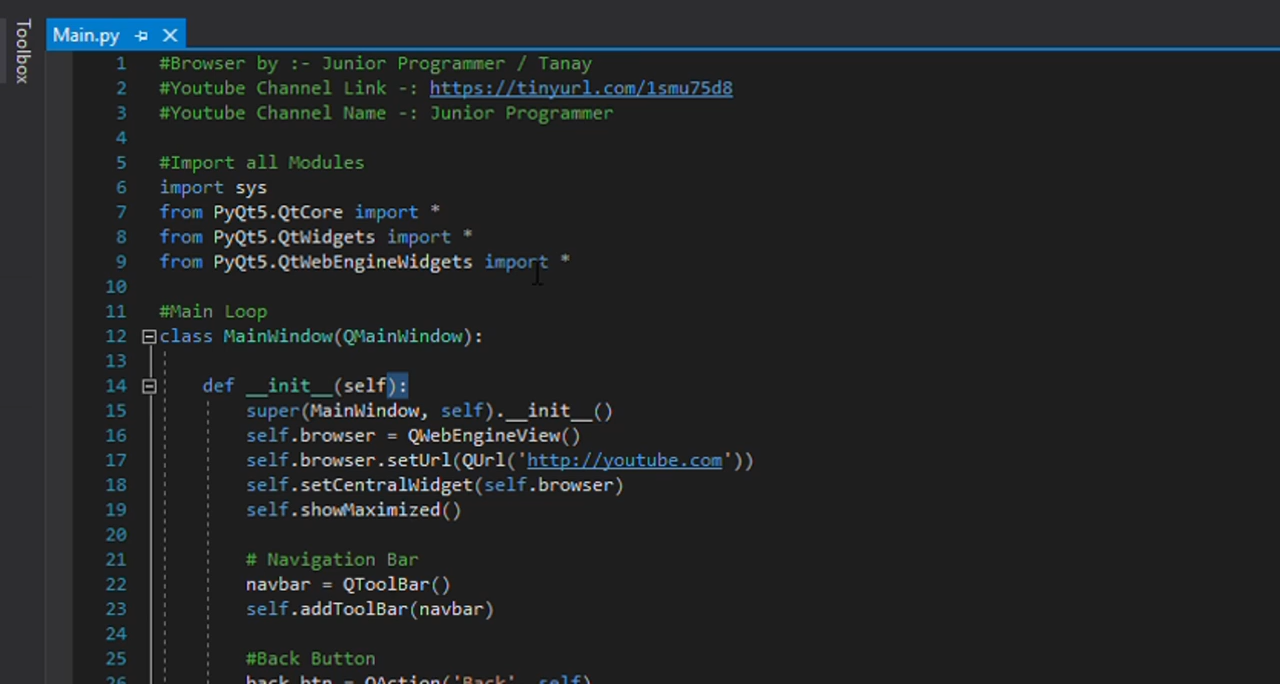 Toolbox
Main.py
1 #Browser by :- Junior Programmer / Tanay
2 #Youtube Channel Link -: https://tinyurl.com/1smu75d8
3 #Youtube Channel Name -: Junior Programmer
4
5 #Import all Modules
6 import sys
7 from PyQt5.QtCore import *
8 from PyQt5.QtWidgets import *
9 from PyQt5.QtWebEngineWidgets import *
10
11 #Main Loop
12 class MainWindow(QMainWindow):
13
14 def __init__(self):
15 super(MainWindow, self).__init__()
16 self.browser = QWebEngineView()
17 self.browser.setUrl(QUrl('http://youtube.com'))
18 self.setCentralWidget(self.browser)
19 self.showMaximized()
20
21 # Navigation Bar
22 navbar = QToolBar()
23 self.addToolBar(navbar)
24
25 #Back Button
26 back_btn = QAction('Back', self)